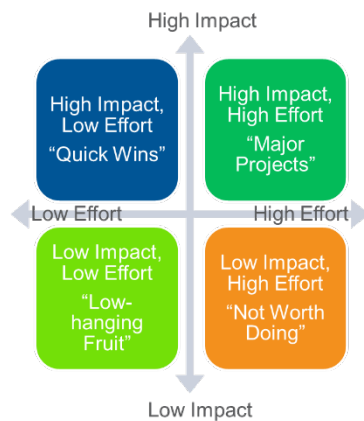 High Impact
High Impact,
Low Effort
“Quick Wins”
High Impact,
High Effort
“Major
Projects”
Low Effort
High Effort
Low Impact,
Low Effort
“Low-
hanging
Fruit”
Low Impact,
High Effort
“Not Worth
Doing”
Low Impact